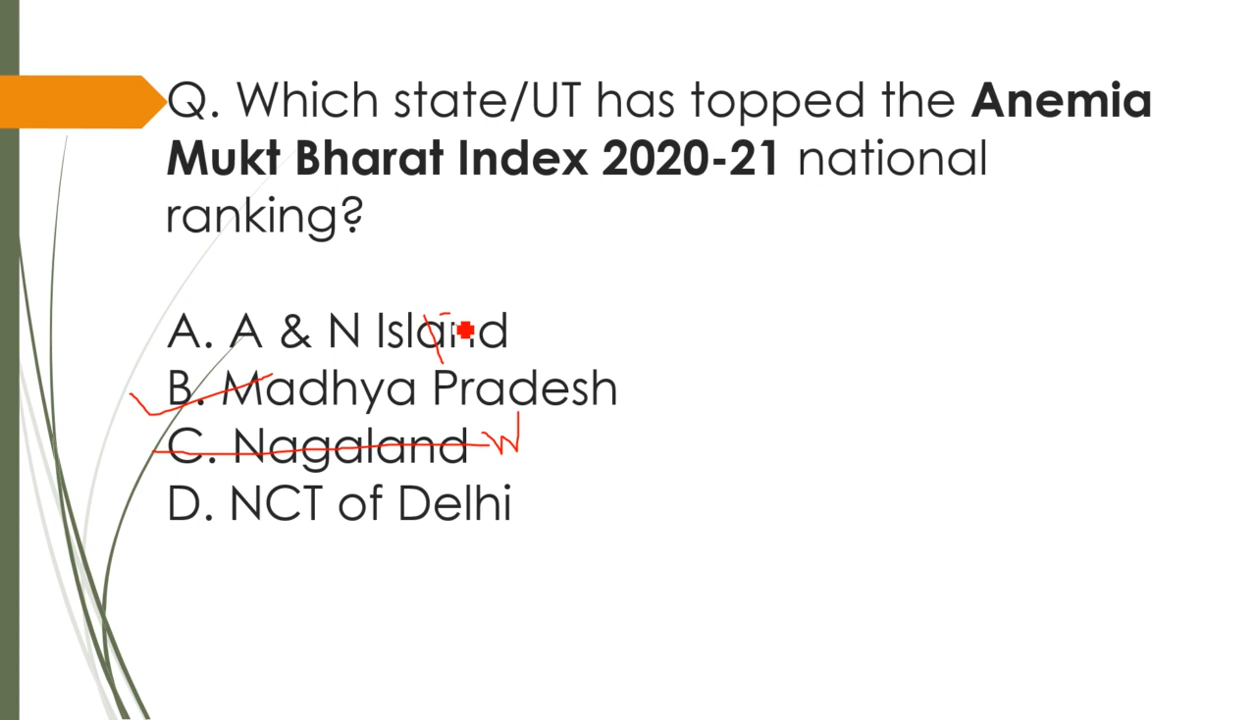 Q. Which state/UT has topped the Anemia
Mukt Bharat Index 2020-21 national
ranking?
A. A & N Island
B. Madhya Pradesh
C. Nagaland W
D. NCT of Delhi